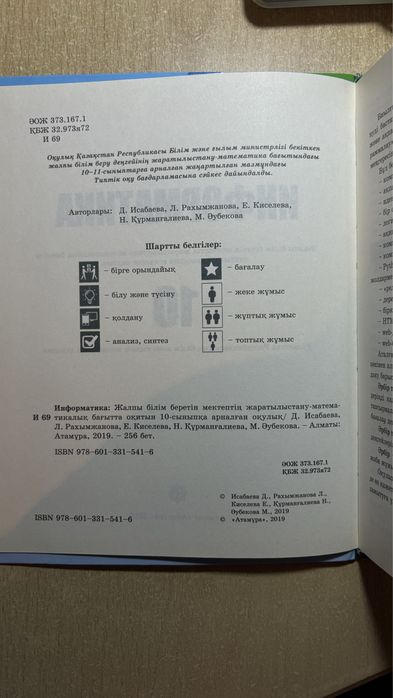 ӘОЖ 373.167.1
ҚБЖ 32.973я72
И 69
Оқулық Қазақстан Республикасы Білім және ғылым министрлігі бекіткен
жалпы білім беру деңгейінің жаратылыстану-математика бағытындағы
10–11-сыныптарға арналған жаңартылған мазмұндағы
Типтік оқу бағдарламасына сәйкес дайындалды.
Авторлары: Д. Исабаева, Л. Рахымжанова, Е. Киселева,
Н. Құрманғалиева, М. Әубекова
Шартты белгілер:
– бірге орындайық
– бағалау
– білу және түсіну
– жеке жұмыс
– қолдану
– жұптық жұмыс
– анализ, синтез
– топтық жұмыс
Информатика: Жалпы білім беретін мектептің жаратылыстану-матема-
И 69 тикалық бағытта оқитын 10-сыныпқа арналған оқулық/ Д. Исабаева,
Л. Рахымжанова, Е. Киселева, Н. Құрманғалиева, М. Әубекова. – Алматы:
Атамұра, 2019. – 256 бет.
ISBN 978–601–331–541–6
ӘОЖ 373.167.1
ҚБЖ 32.973я72
© Исабаева Д., Рахымжанова Л.,
Киселева Е., Құрманғалиева Н.,
Әубекова М., 2019
ISBN 978–601–331–541–6
© «Атамұра», 2019